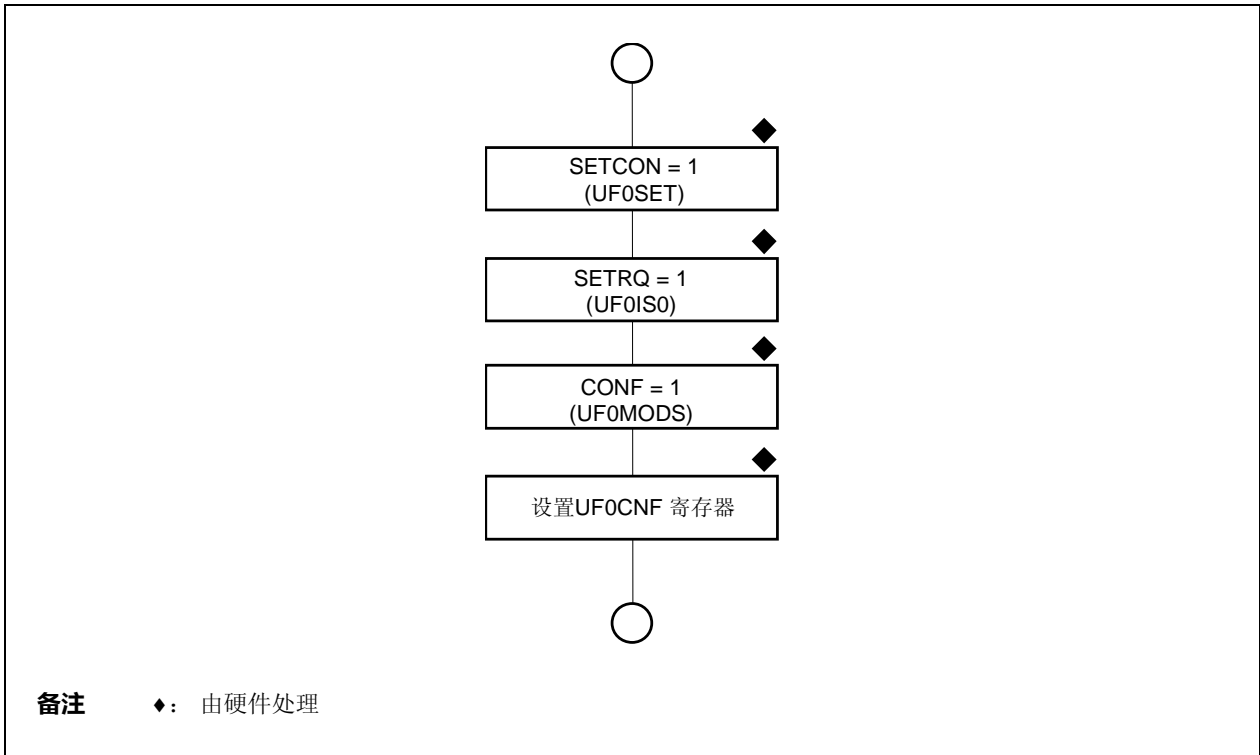 SETCON = 1
(UF0SET)
SETRQ = 1
(UF0IS0)
CONF = 1
(UF0MODS)
设置UF0CNF 寄存器
备注 ◆： 由硬件处理